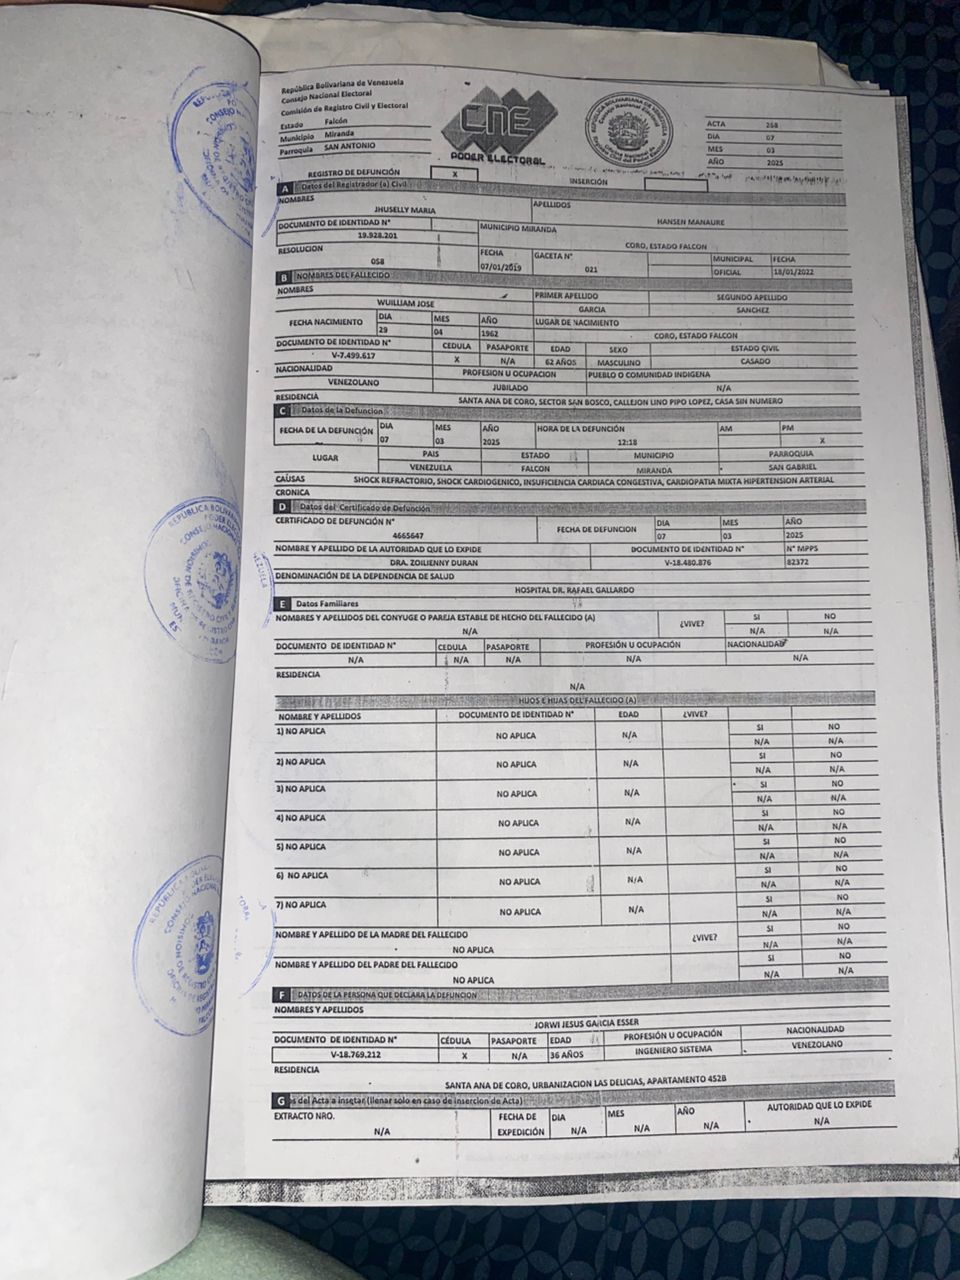 República Bolivariana de Venezuela
Consejo Nacional Electoral
Comisión de Registro Civil y Electoral
Estado Falcón
Municipio Miranda
Parroquia SAN ANTONIO
CNE
PODER ELECTORAL
REPÚBLICA BOLIVARIANA DE VENEZUELA
Consejo Nacional Electoral
ACTA 268
DIA 07
MES 03
AÑO 2025
REGISTRO DE DEFUNCIÓN X INSERCIÓN
A Datos del Registrador (a) Civil
NOMBRES APELLIDOS
JHUSELLY MARIA HANSEN MANAURE
DOCUMENTO DE IDENTIDAD N° MUNICIPIO MIRANDA
19.928.201 CORO, ESTADO FALCON
RESOLUCION FECHA GACETA N° MUNICIPAL FECHA
058 07/01/2019 021 OFICIAL 18/01/2022
B NOMBRES DEL FALLECIDO
NOMBRES PRIMER APELLIDO SEGUNDO APELLIDO
WUILLIAM JOSE GARCIA SANCHEZ
FECHA NACIMIENTO DIA MES AÑO LUGAR DE NACIMIENTO
29 04 1962 CORO, ESTADO FALCON
DOCUMENTO DE IDENTIDAD N° CEDULA PASAPORTE EDAD SEXO ESTADO CIVIL
V-7.499.617 X N/A 62 AÑOS MASCULINO CASADO
NACIONALIDAD PROFESION U OCUPACION PUEBLO O COMUNIDAD INDIGENA
VENEZOLANO JUBILADO N/A
RESIDENCIA SANTA ANA DE CORO, SECTOR SAN BOSCO, CALLEJON LINO PIPO LOPEZ, CASA SIN NUMERO
C Datos de la Defuncion
FECHA DE LA DEFUNCIÓN DIA MES AÑO HORA DE LA DEFUNCIÓN AM PM
07 03 2025 12:18 X
LUGAR PAIS ESTADO MUNICIPIO PARROQUIA
VENEZUELA FALCON MIRANDA SAN GABRIEL
CAÚSAS SHOCK REFRACTORIO, SHOCK CARDIOGENICO, INSUFICIENCIA CARDIACA CONGESTIVA, CARDIOPATIA MIXTA HIPERTENSION ARTERIAL
CRONICA
D Datos del Certificado de Defunción
CERTIFICADO DE DEFUNCIÓN N° FECHA DE DEFUNCION DIA MES AÑO
4665647 07 03 2025
NOMBRE Y APELLIDO DE LA AUTORIDAD QUE LO EXPIDE DOCUMENTO DE IDENTIDAD N° N° MPPS
DRA. ZOILIENNY DURAN V-18.480.876 82372
DENOMINACIÓN DE LA DEPENDENCIA DE SALUD
HOSPITAL DR. RAFAEL GALLARDO
E Datos Familiares
NOMBRES Y APELLIDOS DEL CONYUGE O PAREJA ESTABLE DE HECHO DEL FALLECIDO (A) ¿VIVE? SI NO
N/A N/A N/A
DOCUMENTO DE IDENTIDAD N° CEDULA PASAPORTE PROFESIÓN U OCUPACIÓN NACIONALIDAD
N/A N/A N/A N/A N/A
RESIDENCIA
N/A
HIJOS E HIJAS DEL FALLECIDO (A)
NOMBRE Y APELLIDOS DOCUMENTO DE IDENTIDAD N° EDAD ¿VIVE?
1) NO APLICA NO APLICA N/A SI NO
N/A N/A
2) NO APLICA NO APLICA N/A SI NO
N/A N/A
3) NO APLICA NO APLICA N/A SI NO
N/A N/A
4) NO APLICA NO APLICA N/A SI NO
N/A N/A
5) NO APLICA NO APLICA N/A SI NO
N/A N/A
6) NO APLICA NO APLICA N/A SI NO
N/A N/A
7) NO APLICA NO APLICA N/A SI NO
N/A N/A
NOMBRE Y APELLIDO DE LA MADRE DEL FALLECIDO ¿VIVE? SI NO
NO APLICA N/A N/A
NOMBRE Y APELLIDO DEL PADRE DEL FALLECIDO SI NO
NO APLICA N/A N/A
F DATOS DE LA PERSONA QUE DECLARA LA DEFUNCION
NOMBRES Y APELLIDOS
JORWI JESUS GARCIA ESSER
DOCUMENTO DE IDENTIDAD N° CÉDULA PASAPORTE EDAD PROFESIÓN U OCUPACIÓN NACIONALIDAD
V-18.769.212 X N/A 36 AÑOS INGENIERO SISTEMA VENEZOLANO
RESIDENCIA
SANTA ANA DE CORO, URBANIZACION LAS DELICIAS, APARTAMENTO 452B
G s del Acta a insetar (llenar solo en caso de insercion de Acta)
EXTRACTO NRO. FECHA DE EXPEDICIÓN DIA MES AÑO AUTORIDAD QUE LO EXPIDE
N/A N/A N/A N/A N/A